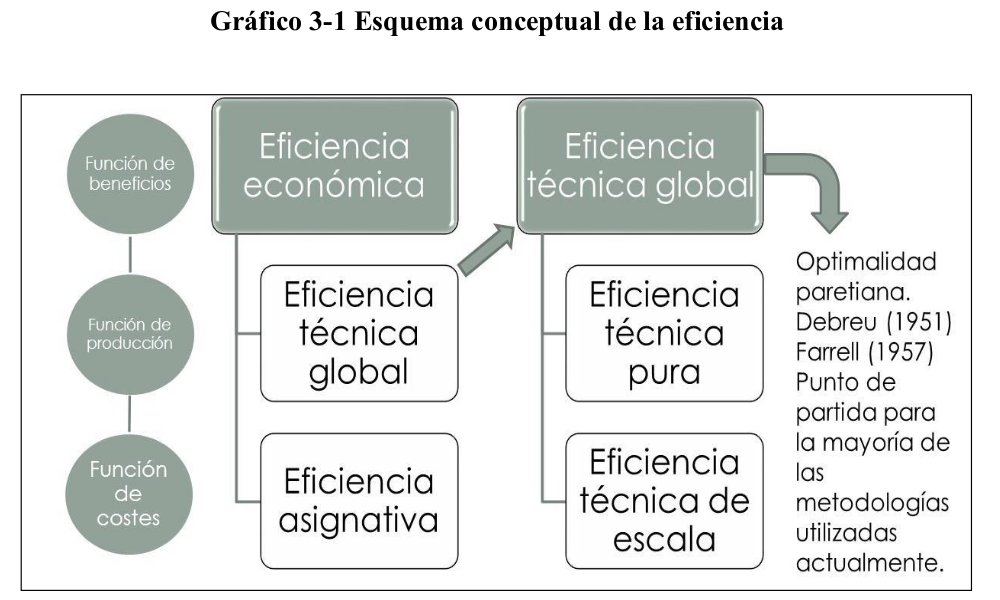 Gráfico 3-1 Esquema conceptual de la eficiencia
Función de
beneficios
Función de
producción
Función
de
costes
Eficiencia
económica
Eficiencia
técnica
global
Eficiencia
asignativa
Eficiencia
técnica global
Eficiencia
técnica
pura
Eficiencia
técnica de
escala
Optimalidad
paretiana.
Debreu (1951)
Farrell (1957)
Punto de
partida para
la mayoría de
las
metodologías
utilizadas
actualmente.